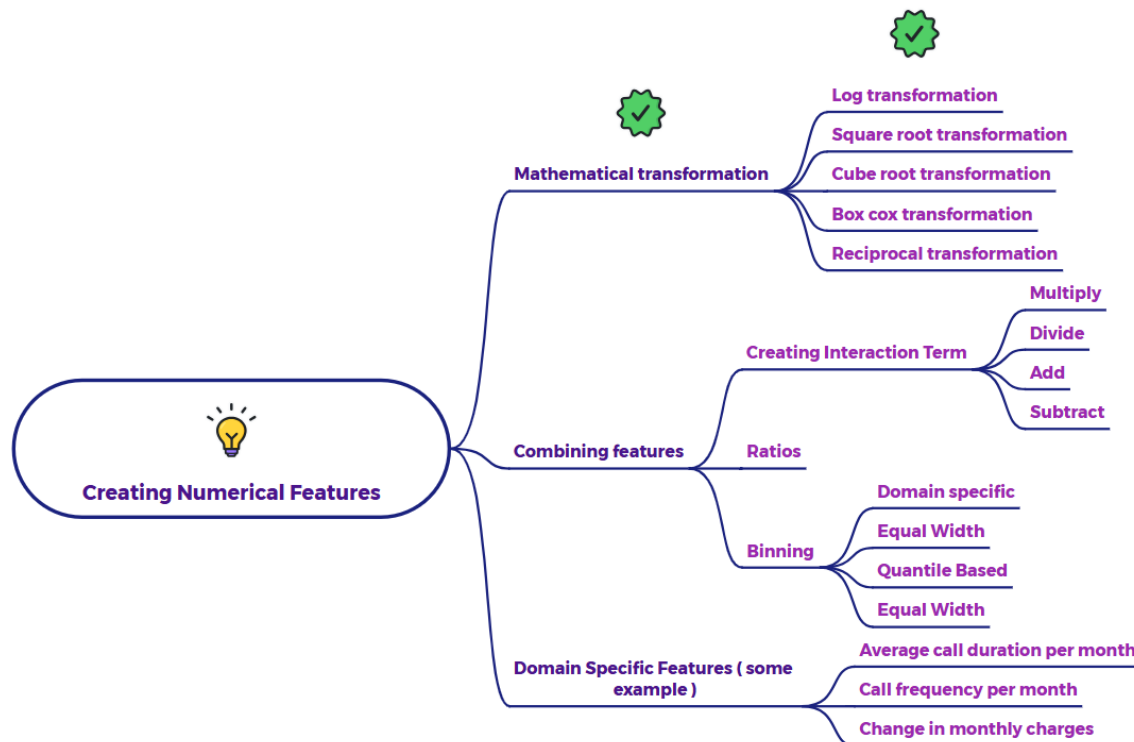 Creating Numerical Features
Mathematical transformation
Log transformation
Square root transformation
Cube root transformation
Box cox transformation
Reciprocal transformation
Combining features
Creating Interaction Term
Multiply
Divide
Add
Subtract
Ratios
Binning
Domain specific
Equal Width
Quantile Based
Equal Width
Domain Specific Features ( some
example )
Average call duration per month
Call frequency per month
Change in monthly charges